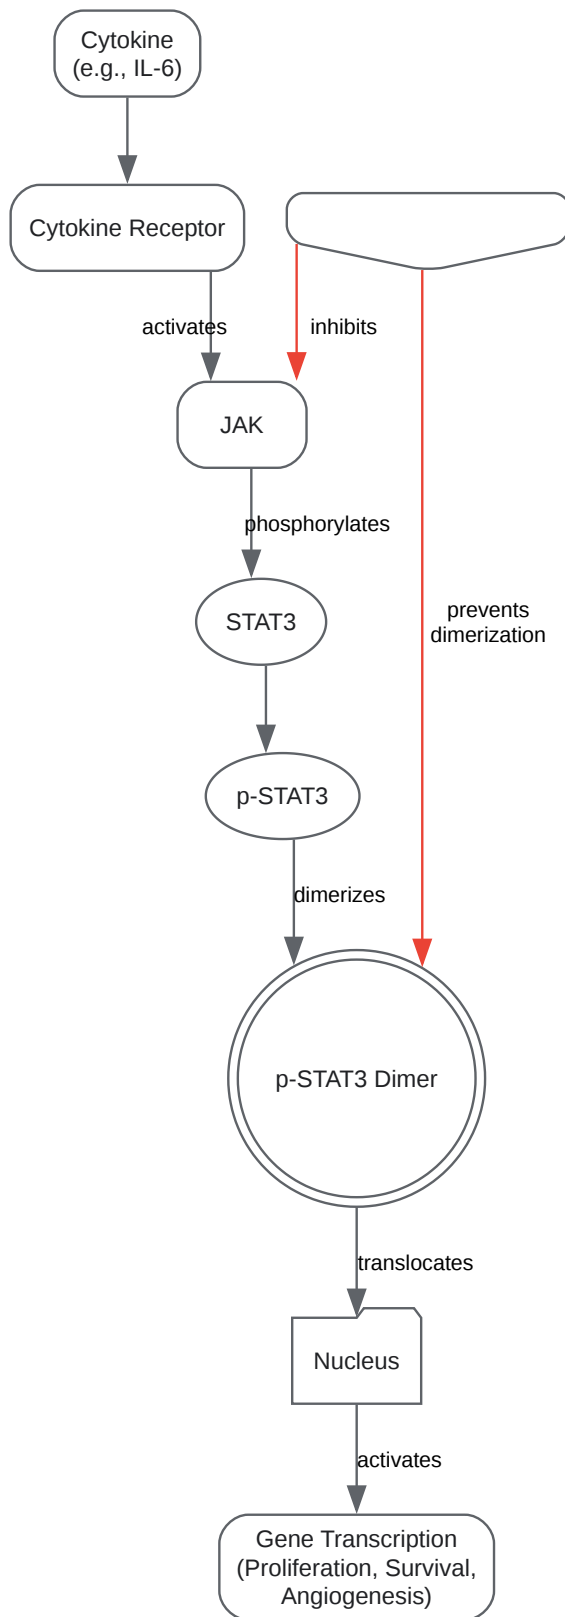 Cytokine
(e.g., IL-6)
Cytokine Receptor
activates
inhibits
JAK
phosphorylates
STAT3
prevents
dimerization
p-STAT3
dimerizes
p-STAT3 Dimer
translocates
Nucleus
activates
Gene Transcription
(Proliferation, Survival,
Angiogenesis)